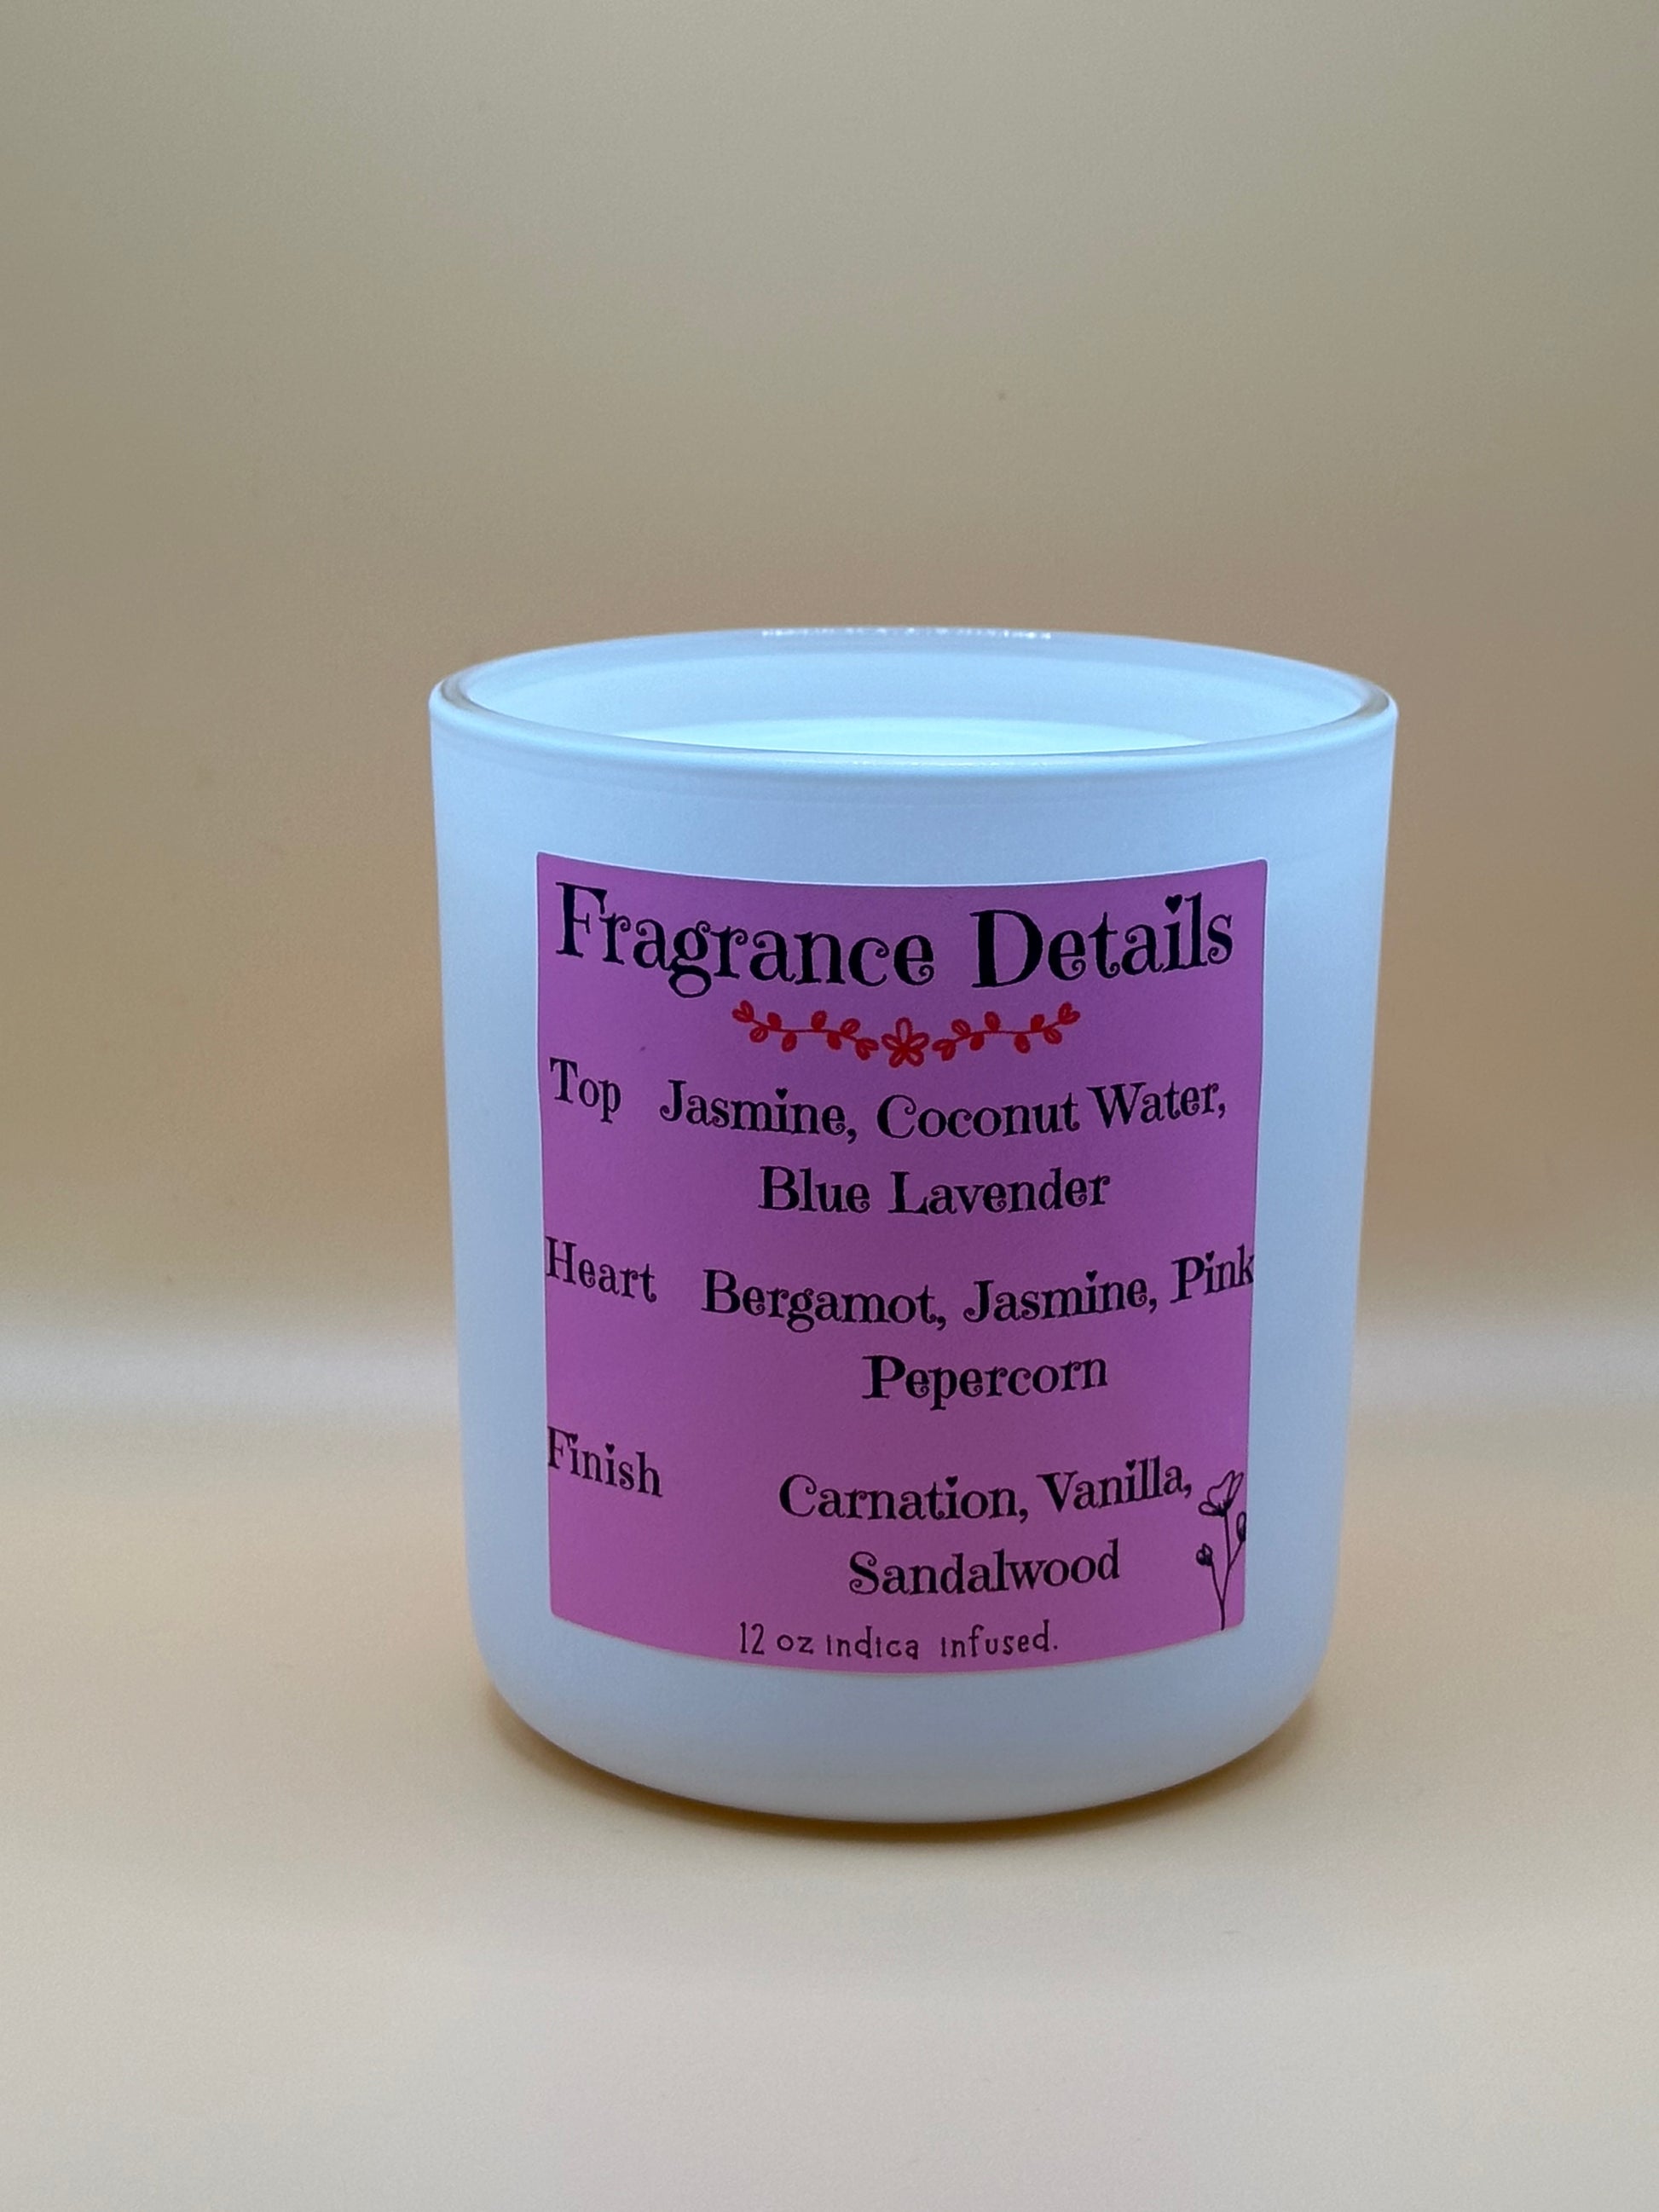 Fragrance Details
Top Jasmine, Coconut Water,
Blue Lavender
Heart Bergamot, Jasmine, Pink
Pepercorn
Finish Carnation, Vanilla,
Sandalwood
12 oz indica infused.